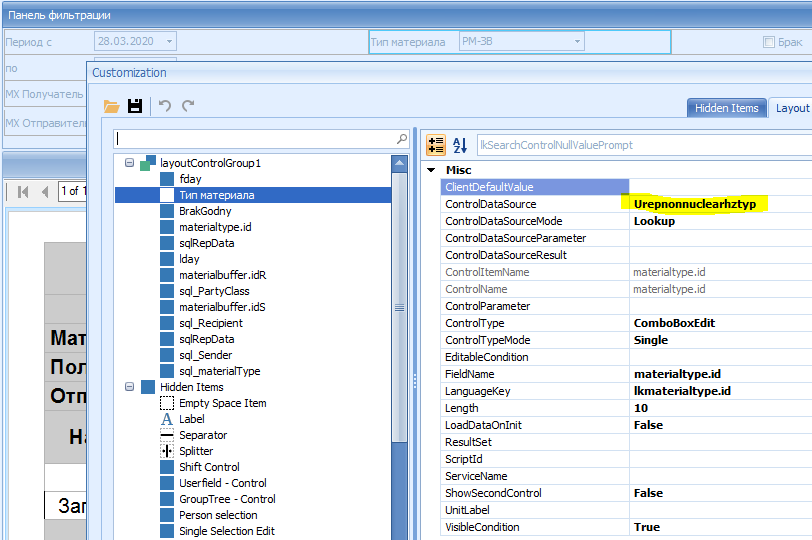 Панель фильтрации
Период с 28.03.2020 Тип материала РМ-ЗВ Брак
по
МХ Получатель
МХ Отправитель
Customization
Hidden Items Layout
lkSearchControlNullValuePrompt
1 of 1
layoutControlGroup1
fday
Тип материала
BrakGodny
materialtype.id
sqlRepData
lday
materialbuffer.idR
sql_PartyClass
materialbuffer.idS
sql_Recipient
sqlRepData
sql_Sender
sql_materialType
Hidden Items
Empty Space Item
Label
Separator
Splitter
Shift Control
Userfield - Control
GroupTree - Control
Person selection
Single Selection Edit
Misc
ClientDefaultValue
ControlDataSource Urepnonnuclearhztyp
ControlDataSourceMode Lookup
ControlDataSourceParameter
ControlDataSourceResult
ControlItemName materialtype.id
ControlName materialtype.id
ControlParameter
ControlType ComboBoxEdit
ControlTypeMode Single
EditableCondition
FieldName materialtype.id
LanguageKey lkmaterialtype.id
Length 10
LoadDataOnInit False
ResultSet
ScriptId
ServiceName
ShowSecondControl False
UnitLabel
VisibleCondition True
Мат
Пол
Отп
На
Заг